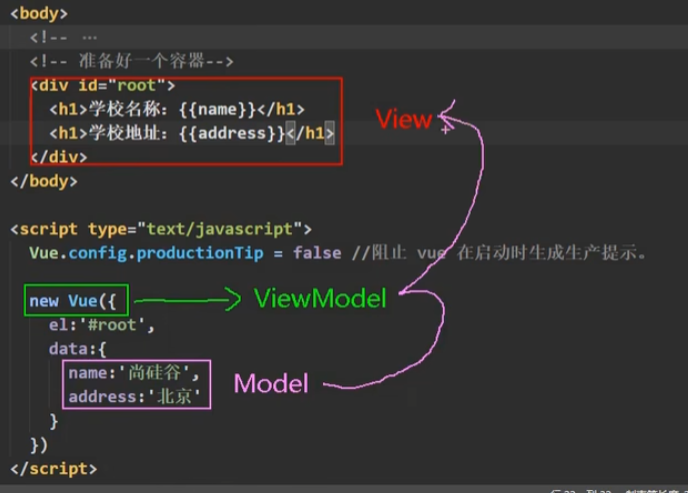 <body>
<!-- …
<!-- 准备好一个容器-->
<div id="root">
<h1>学校名称：{{name}}</h1>
<h1>学校地址：{{address}}</h1>
</div>
</body>
View
<script type="text/javascript">
Vue.config.productionTip = false //阻止 vue 在启动时生成生产提示。
new Vue({
ViewModel
el:'#root',
data:{
name:'尚硅谷',
address:'北京'
Model
}
})
</script>